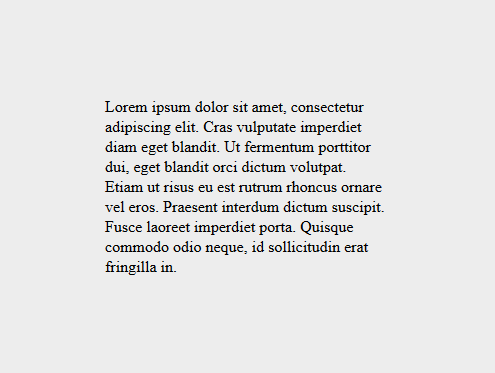 Lorem ipsum dolor sit amet, consectetur
adipiscing elit. Cras vulputate imperdiet
diam eget blandit. Ut fermentum porttitor
dui, eget blandit orci dictum volutpat.
Etiam ut risus eu est rutrum rhoncus ornare
vel eros. Praesent interdum dictum suscipit.
Fusce laoreet imperdiet porta. Quisque
commodo odio neque, id sollicitudin erat
fringilla in.